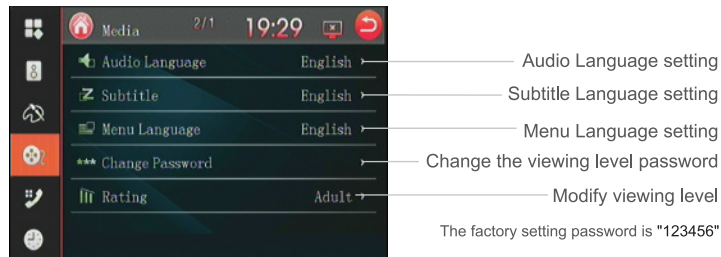 Media 2/1 19:29
Audio Language English Audio Language setting
Subtitle English Subtitle Language setting
Menu Language English Menu Language setting
*** Change Password Change the viewing level password
Rating Adult Modify viewing level
The factory setting password is "123456"